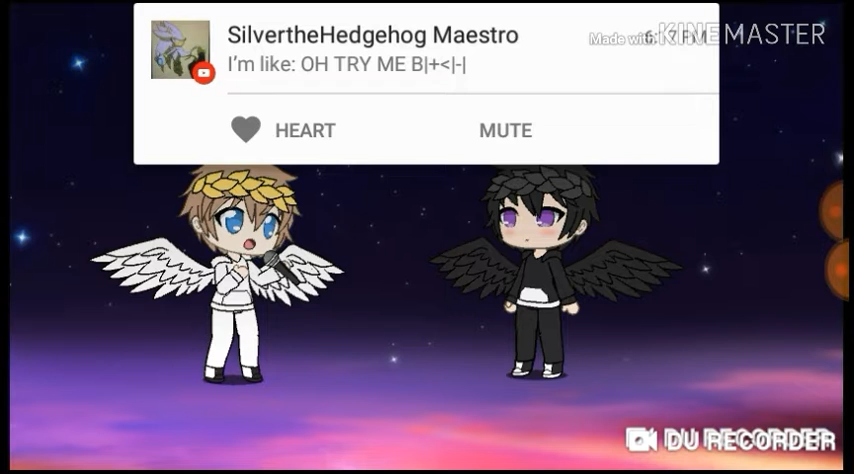 SilvertheHedgehog Maestro
Made with KINEMASTER
I'm like: OH TRY ME B|+<|-|
HEART
MUTE
DU RECORDER